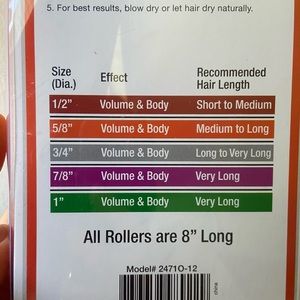 5. For best results, blow dry or let hair dry naturally.
Size (Dia.) Effect Recommended Hair Length
1/2" Volume & Body Short to Medium
5/8" Volume & Body Medium to Long
3/4" Volume & Body Long to Very Long
7/8" Volume & Body Very Long
1" Volume & Body Very Long
All Rollers are 8" Long
Model# 2471O-12
china